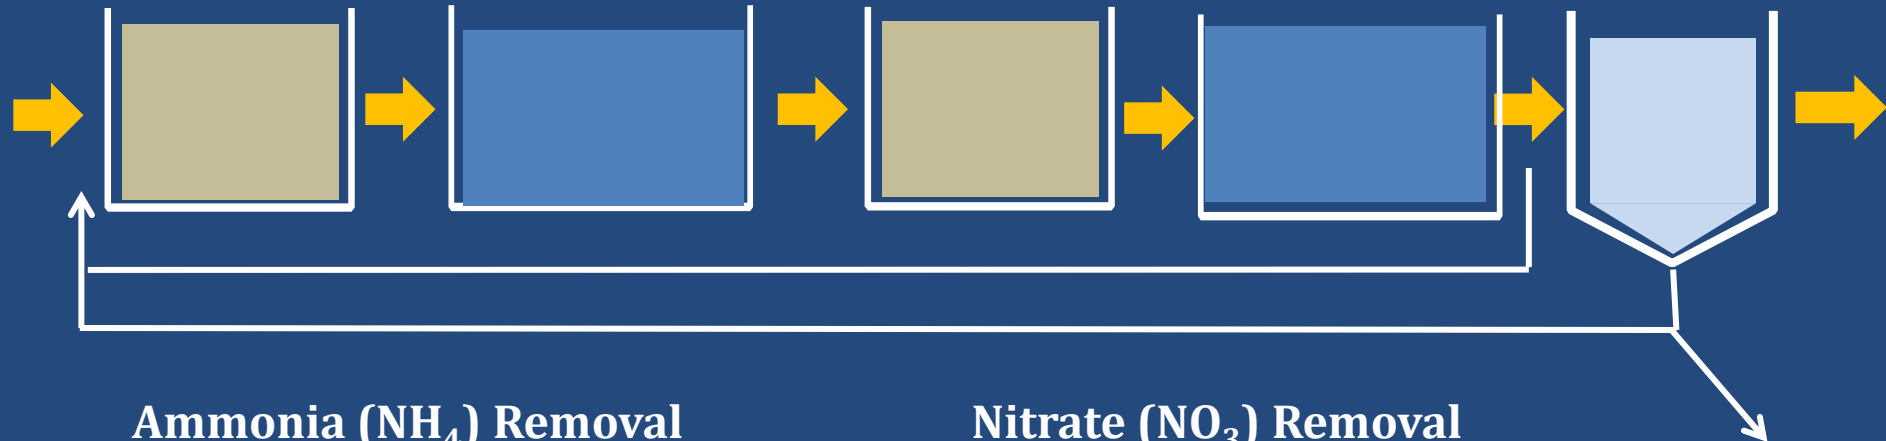 Ammonia (NH₄) Removal
Nitrate (NO₃) Removal